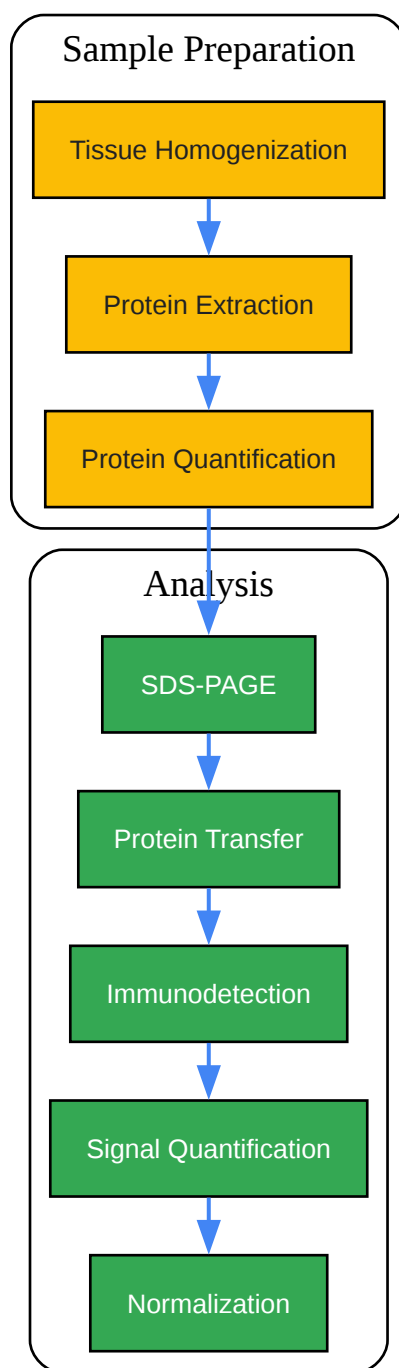 Sample Preparation
Tissue Homogenization
Protein Extraction
Protein Quantification
Analysis
SDS-PAGE
Protein Transfer
Immunodetection
Signal Quantification
Normalization